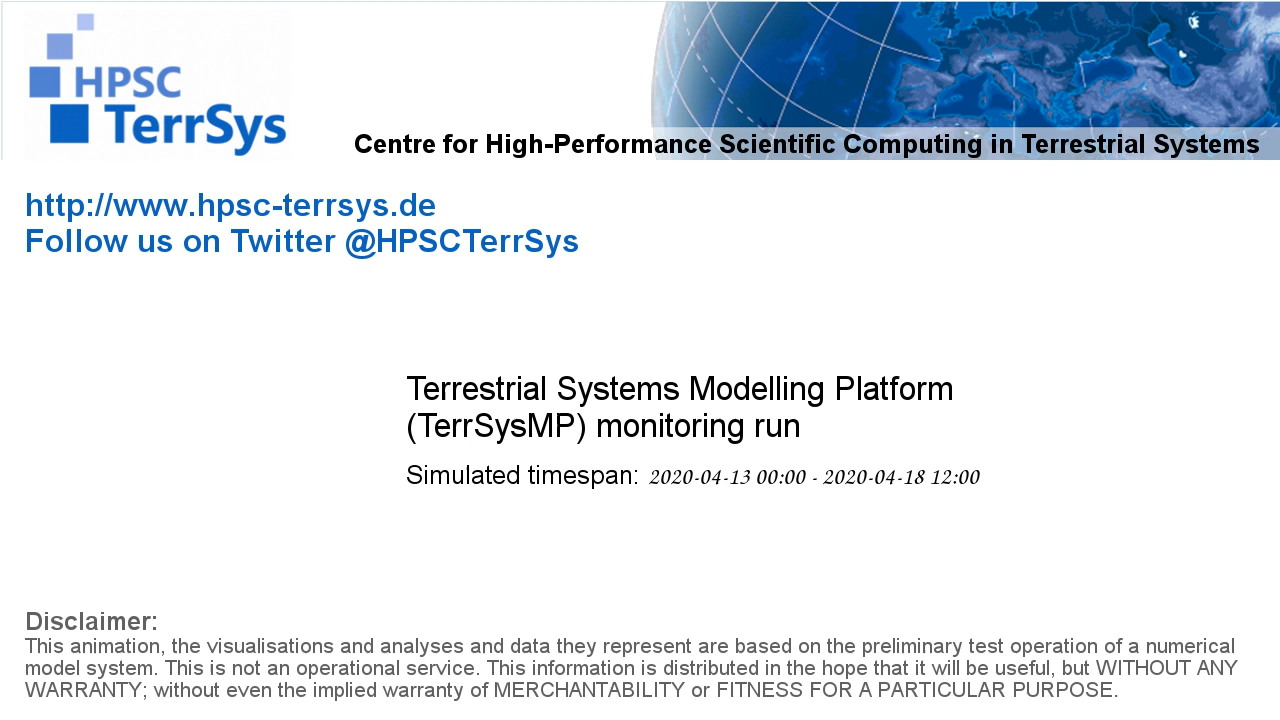 HPSC
TerrSys
Centre for High-Performance Scientific Computing in Terrestrial Systems
http://www.hpsc-terrsys.de
Follow us on Twitter @HPSCTerrSys
Terrestrial Systems Modelling Platform
(TerrSysMP) monitoring run
Simulated timespan: 2020-04-13 00:00 - 2020-04-18 12:00
Disclaimer:
This animation, the visualisations and analyses and data they represent are based on the preliminary test operation of a numerical
model system. This is not an operational service. This information is distributed in the hope that it will be useful, but WITHOUT ANY
WARRANTY; without even the implied warranty of MERCHANTABILITY or FITNESS FOR A PARTICULAR PURPOSE.